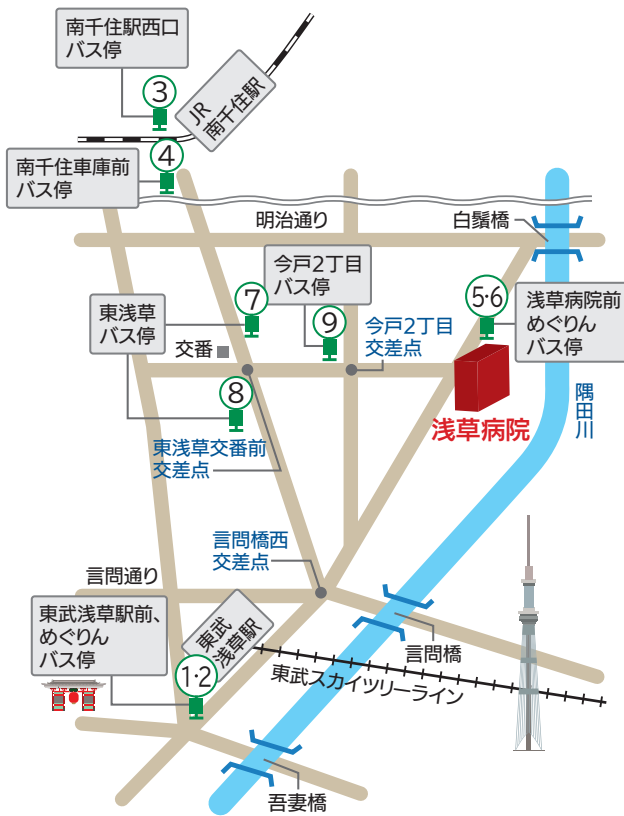 南千住駅西口
バス停
③
JR
南千住駅
④
南千住車庫前
バス停
明治通り
白鬚橋
今戸2丁目
バス停
⑦
⑨
5·6
浅草病院前
めぐりん
バス停
東浅草
バス停
交番
今戸2丁目
交差点
⑧
浅草病院
隅田川
東浅草交番前
交差点
言問橋西
交差点
言問通り
東武浅草駅前、
めぐりん
バス停
東武
浅草駅
1·2
言問橋
東武スカイツリーライン
吾妻橋